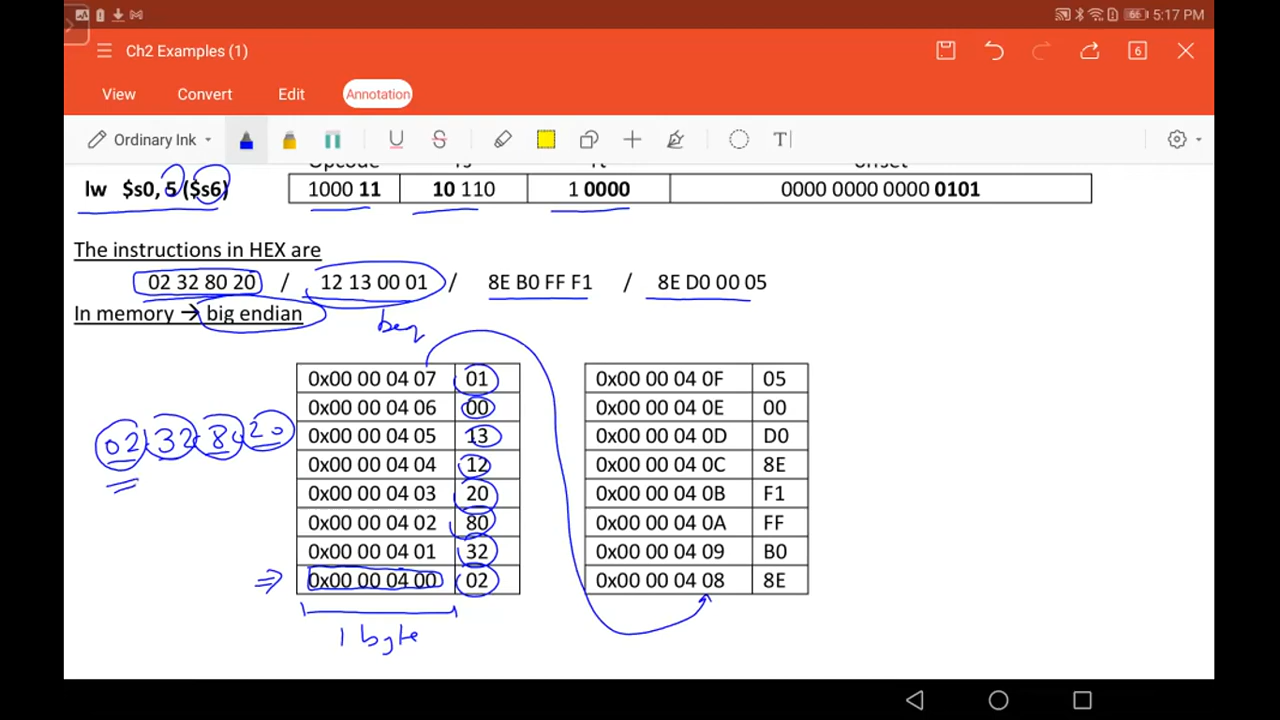 66 5:17 PM
Ch2 Examples (1)
6
View Convert Edit Annotation
Ordinary Ink T
lw $s0, 5 ($s6) 1000 11 10 110 1 0000 0000 0000 0000 0101
The instructions in HEX are
02 32 80 20 / 12 13 00 01 / 8E B0 FF F1 / 8E D0 00 05
In memory → big endian
beq
0x00 00 04 07 01 0x00 00 04 0F 05
0x00 00 04 06 00 0x00 00 04 0E 00
0x00 00 04 05 13 0x00 00 04 0D D0
02 32 80 20
0x00 00 04 04 12 0x00 00 04 0C 8E
0x00 00 04 03 20 0x00 00 04 0B F1
0x00 00 04 02 80 0x00 00 04 0A FF
0x00 00 04 01 32 0x00 00 04 09 B0
⇒ 0x00 00 04 00 02 0x00 00 04 08 8E
1 byte